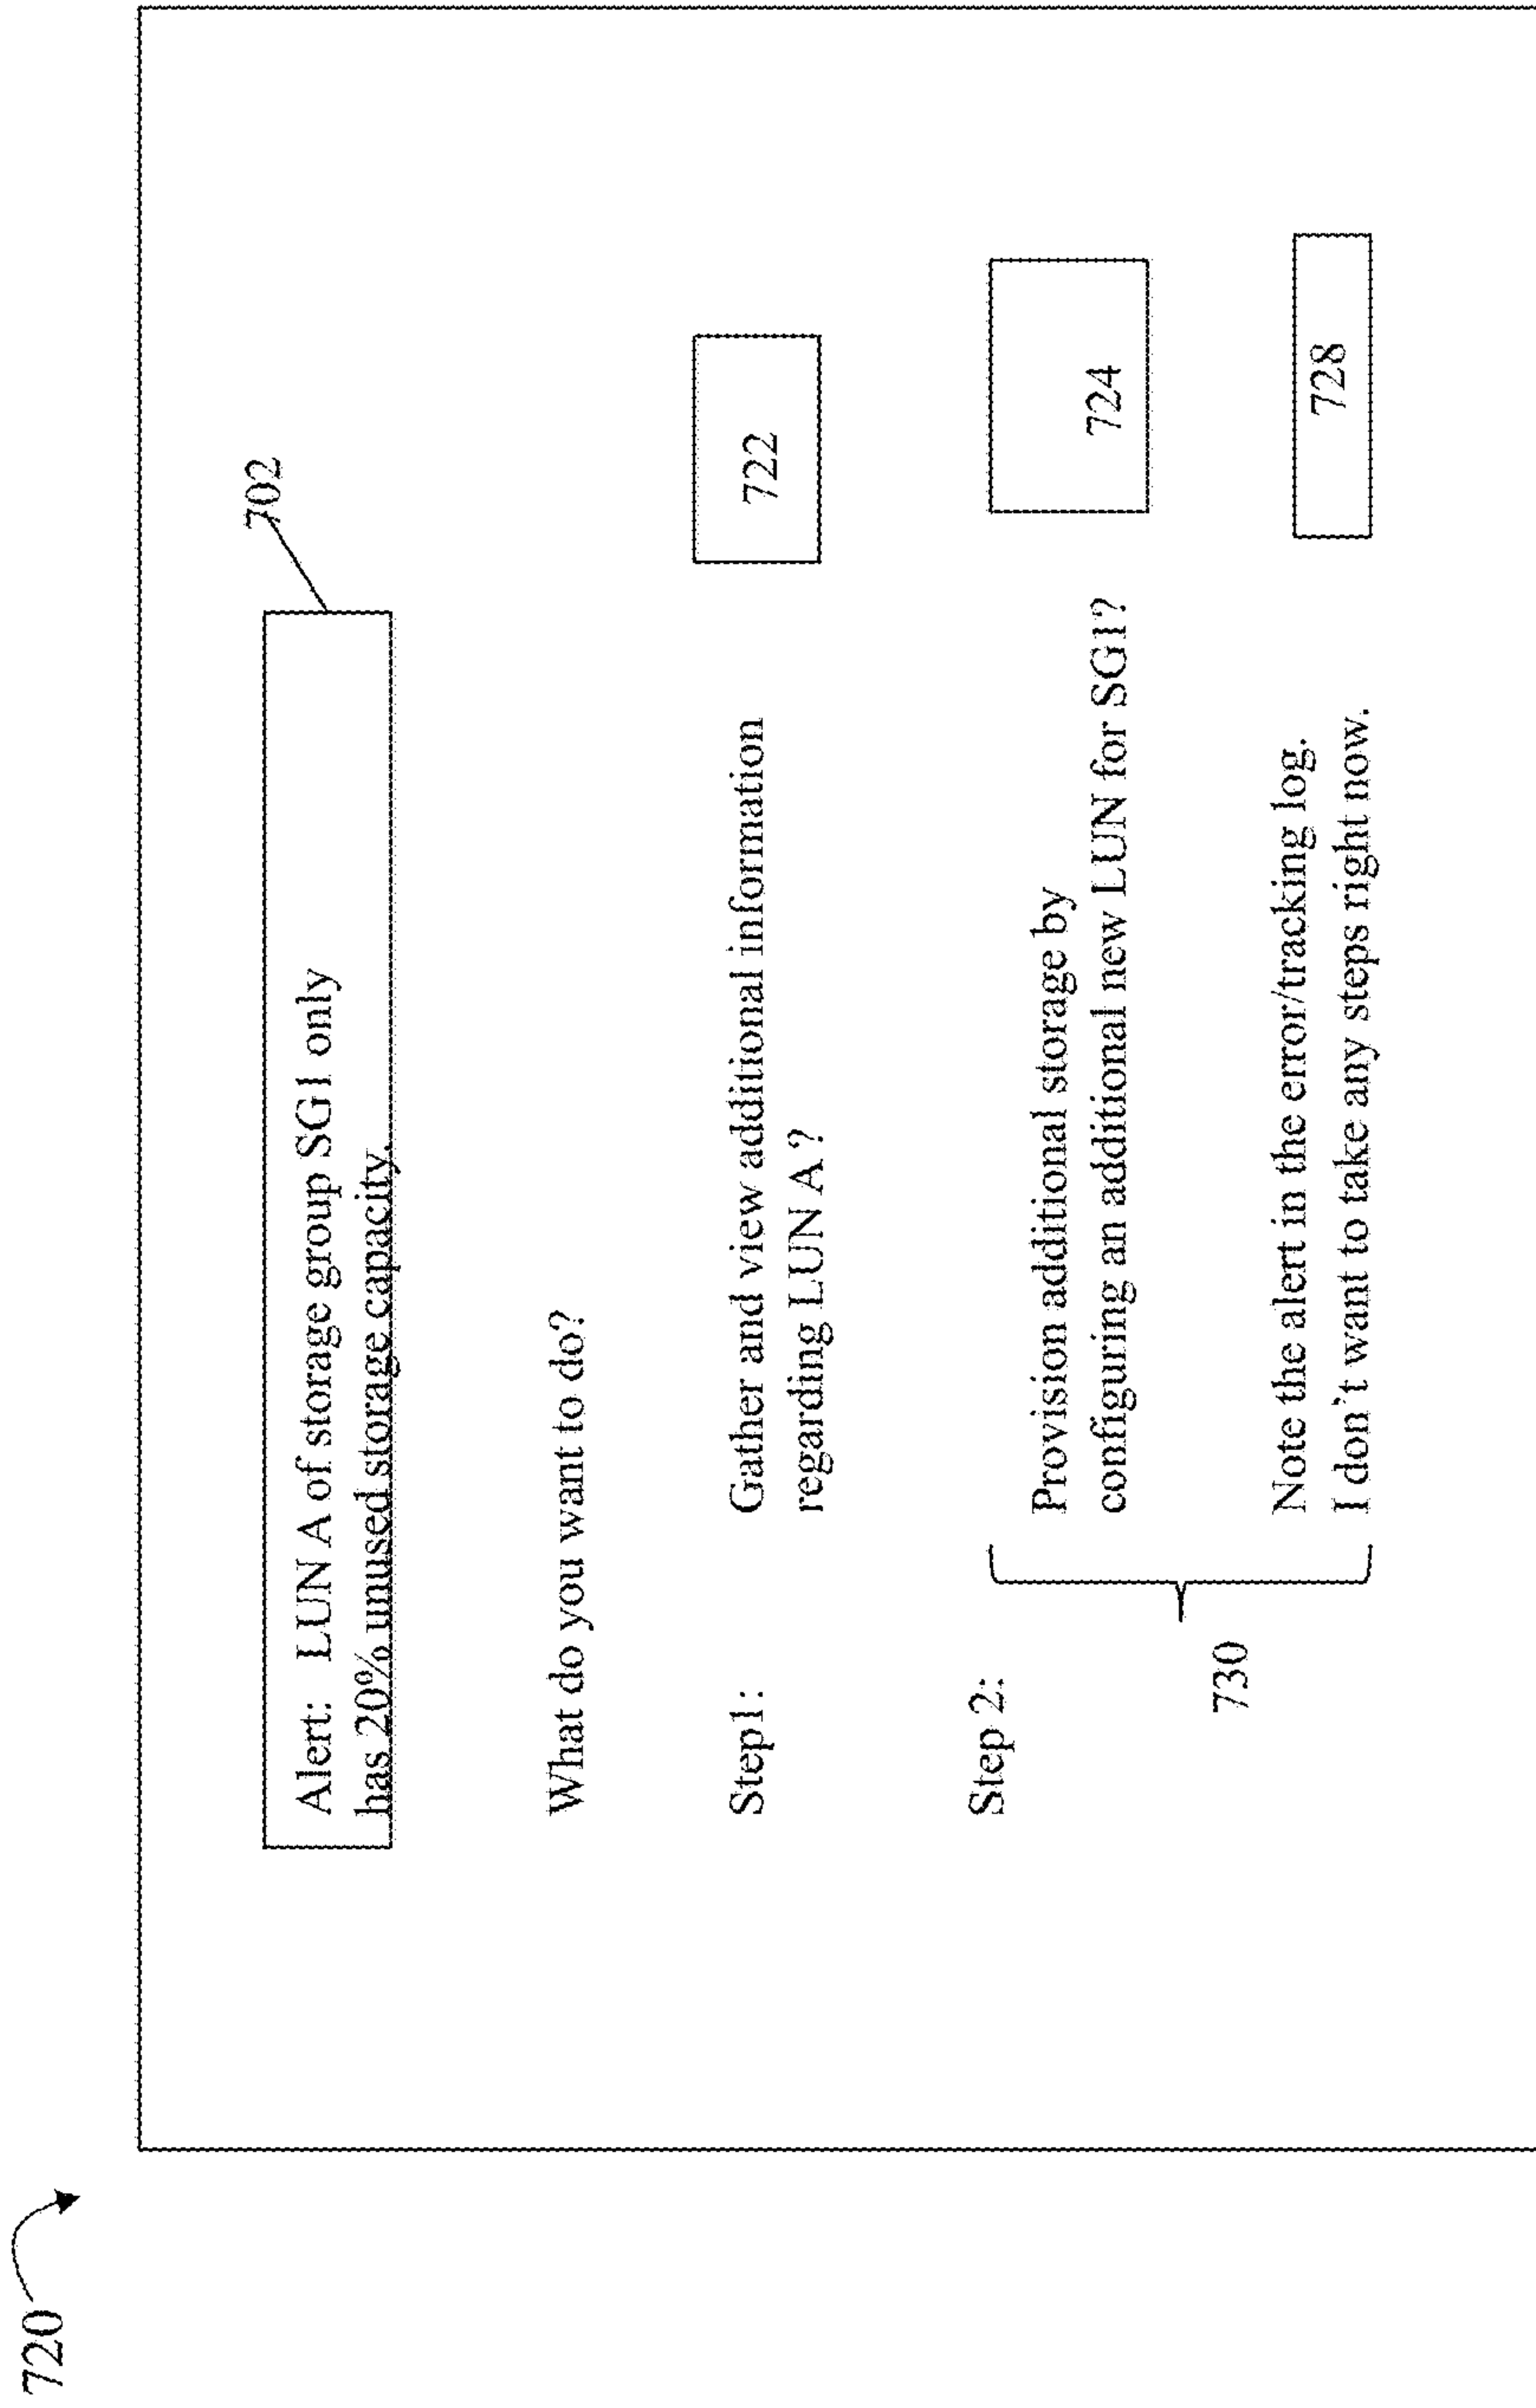 720
702
Alert: LUN A of storage group SG1 only
has 20% unused storage capacity.
What do you want to do?
Step1: Gather and view additional information
regarding LUN A ?
722
Step 2:
Provision additional storage by
configuring an additional new LUN for SG1?
724
730
Note the alert in the error/tracking log.
I don't want to take any steps right now.
728